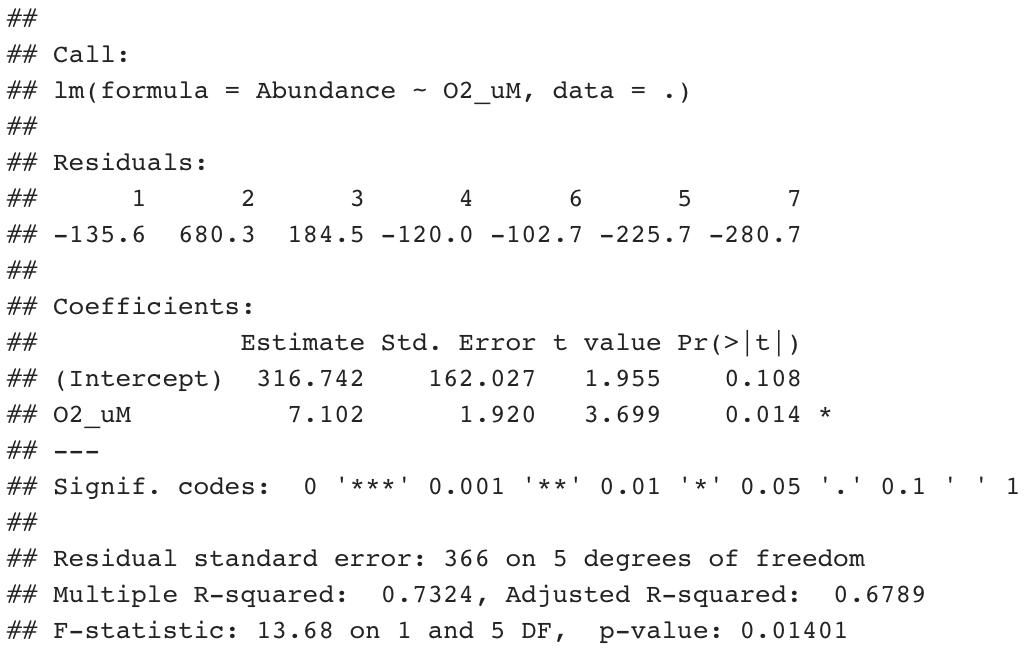 ##
## Call:
## lm(formula = Abundance ~ O2_uM, data = .)
##
## Residuals:
##      1      2      3      4      6      5      7
## -135.6  680.3  184.5 -120.0 -102.7 -225.7 -280.7
##
## Coefficients:
##             Estimate Std. Error t value Pr(>|t|)
## (Intercept)  316.742    162.027   1.955    0.108
## O2_uM          7.102      1.920   3.699    0.014 *
## ---
## Signif. codes:  0 '***' 0.001 '**' 0.01 '*' 0.05 '.' 0.1 ' ' 1
##
## Residual standard error: 366 on 5 degrees of freedom
## Multiple R-squared:  0.7324, Adjusted R-squared:  0.6789
## F-statistic: 13.68 on 1 and 5 DF,  p-value: 0.01401